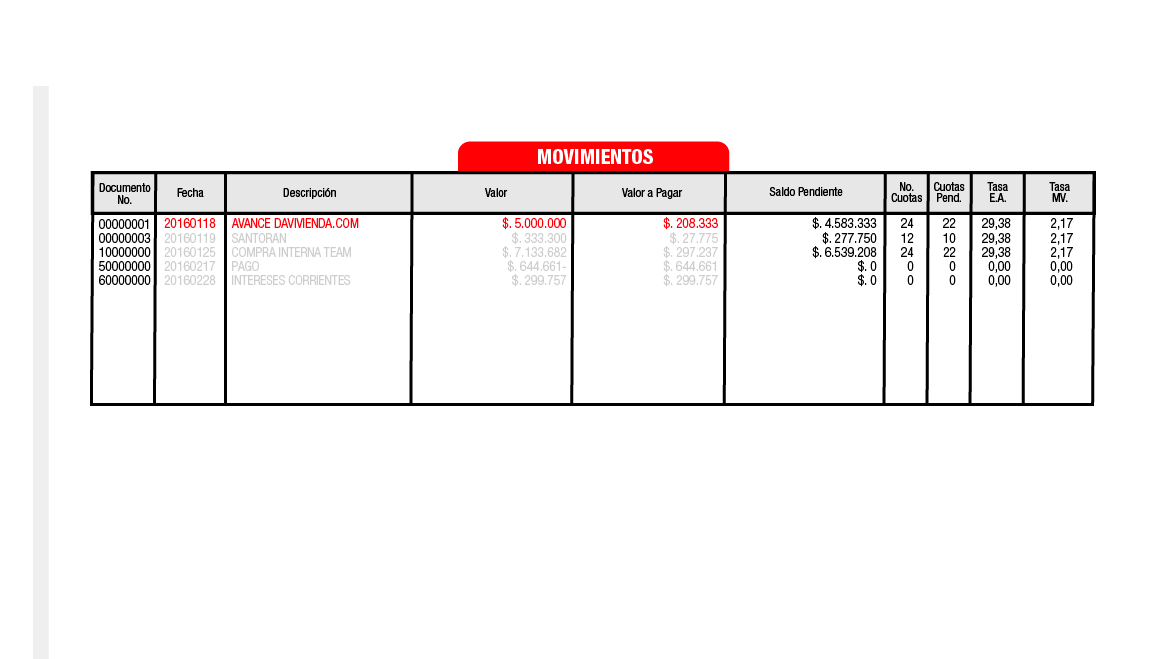 MOVIMIENTOS
Documento No. Fecha Descripción Valor Valor a Pagar Saldo Pendiente No. Cuotas Cuotas Pend. Tasa E.A. Tasa MV.
00000001 20160118 AVANCE DAVIVIENDA.COM $. 5.000.000 $. 208.333 $. 4.583.333 24 22 29,38 2,17
00000003 20160119 SANTORAN $. 333.300 $. 27.775 $. 277.750 12 10 29,38 2,17
10000000 20160125 COMPRA INTERNA TEAM $. 7.133.682 $. 297.237 $. 6.539.208 24 22 29,38 2,17
50000000 20160217 PAGO $. 644.661- $. 644.661 $. 0 0 0 0,00 0,00
60000000 20160228 INTERESES CORRIENTES $. 299.757 $. 299.757 $. 0 0 0 0,00 0,00